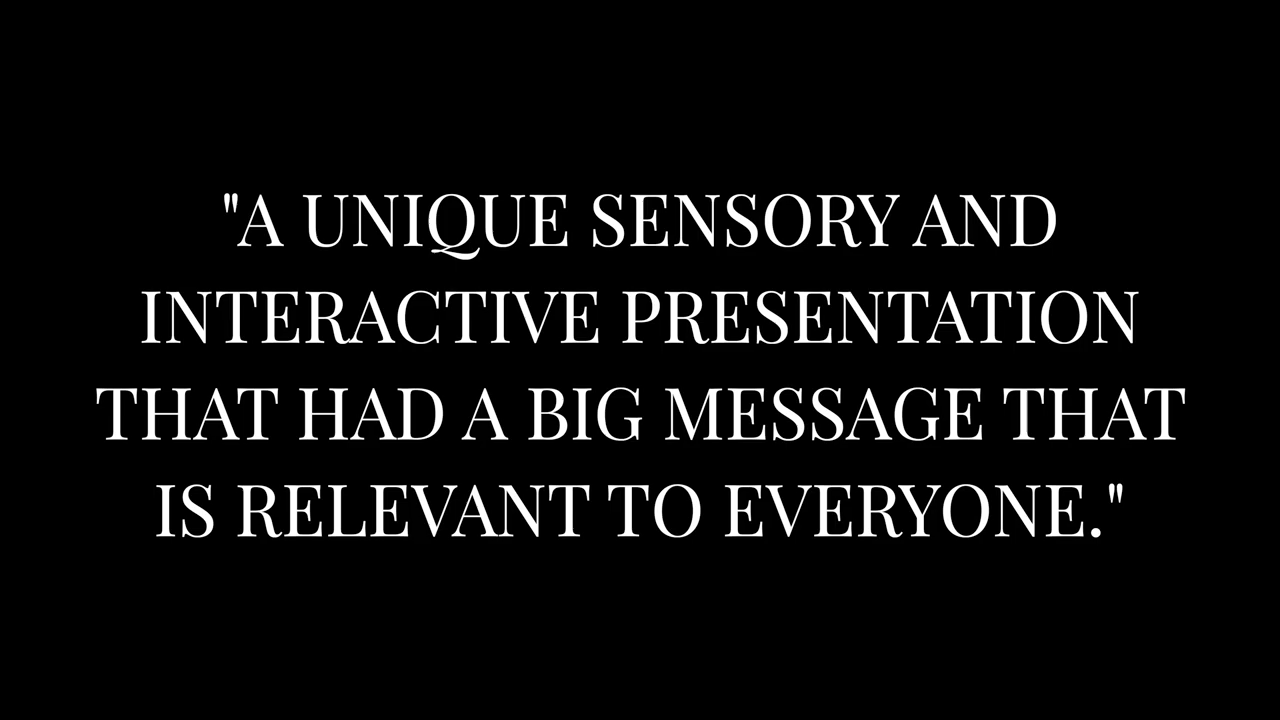 "A UNIQUE SENSORY AND
INTERACTIVE PRESENTATION
THAT HAD A BIG MESSAGE THAT
IS RELEVANT TO EVERYONE."